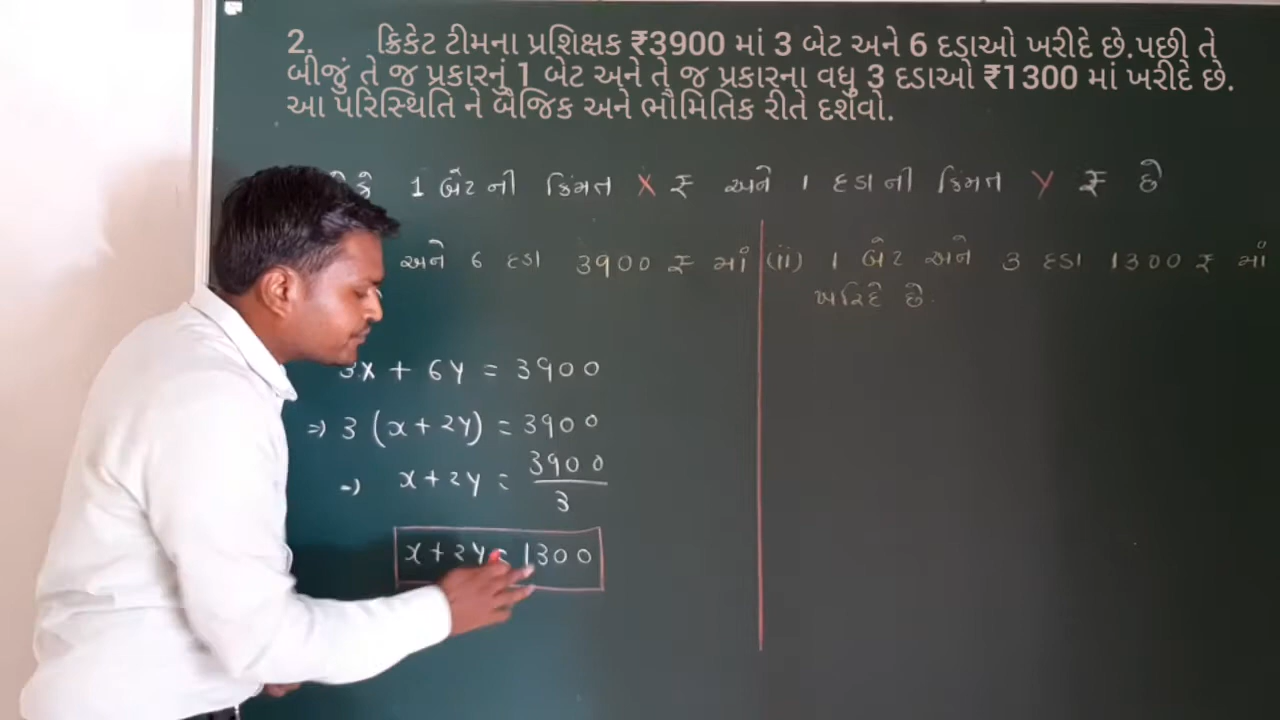 2. ક્રિકેટ ટીમના પ્રશિક્ષક ₹3900 માં 3 બેટ અને 6 દડાઓ ખરીદે છે.પછી તે
બીજું તે જ પ્રકારનું 1 બેટ અને તે જ પ્રકારના વધુ 3 દડાઓ ₹1300 માં ખરીદે છે.
આ પરિસ્થિતિ ને બૈજિક અને ભૌમિતિક રીતે દર્શાવો.
કે 1 બેટ ની કિંમત X ₹ અને 1 દડા ની કિંમત Y ₹ છે
અને 6 દડા 3900 ₹ માં
(ii) 1 બેટ અને 3 દડા 1300 ₹ માં
ખરિદે છે.
3x + 6y = 3900
⇒ 3 (x + 2y) = 3900
⇒ x + 2y = 3900/3
x + 2y = 1300